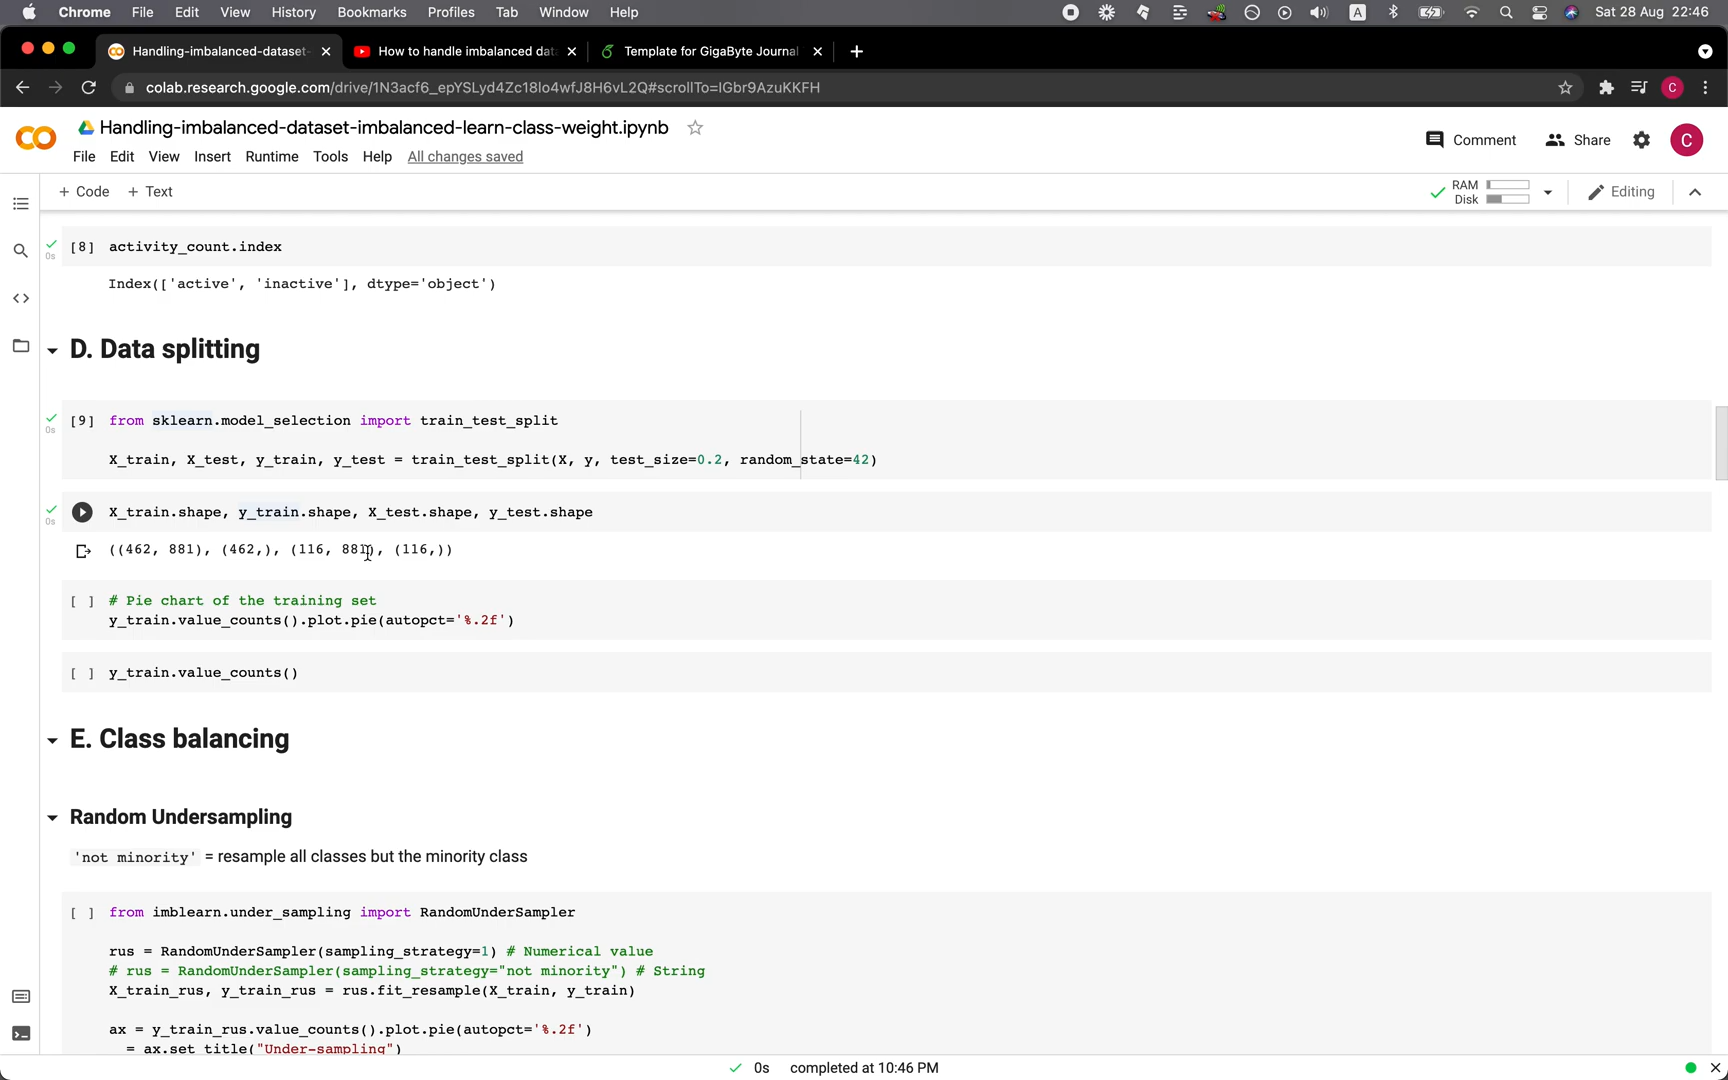 Chrome File Edit View History Bookmarks Profiles Tab Window Help A Sat 28 Aug 22:46
Handling-imbalanced-dataset- How to handle imbalanced dat Template for GigaByte Journal
colab.research.google.com/drive/1N3acf6_epYSLyd4Zc18lo4wfJ8H6vL2Q#scrollTo=IGbr9AzuKKFH C
Handling-imbalanced-dataset-imbalanced-learn-class-weight.ipynb
Comment Share C
File Edit View Insert Runtime Tools Help All changes saved
+ Code + Text RAM Disk Editing
[8] activity_count.index
0s
Index(['active', 'inactive'], dtype='object')
D. Data splitting
[9] from sklearn.model_selection import train_test_split
0s
X_train, X_test, y_train, y_test = train_test_split(X, y, test_size=0.2, random_state=42)
X_train.shape, y_train.shape, X_test.shape, y_test.shape
0s
((462, 881), (462,), (116, 881), (116,))
[ ] # Pie chart of the training set
y_train.value_counts().plot.pie(autopct='%.2f')
[ ] y_train.value_counts()
E. Class balancing
Random Undersampling
'not minority' = resample all classes but the minority class
[ ] from imblearn.under_sampling import RandomUnderSampler
rus = RandomUnderSampler(sampling_strategy=1) # Numerical value
# rus = RandomUnderSampler(sampling_strategy="not minority") # String
X_train_rus, y_train_rus = rus.fit_resample(X_train, y_train)
ax = y_train_rus.value_counts().plot.pie(autopct='%.2f')
= ax.set_title("Under-sampling")
0s completed at 10:46 PM